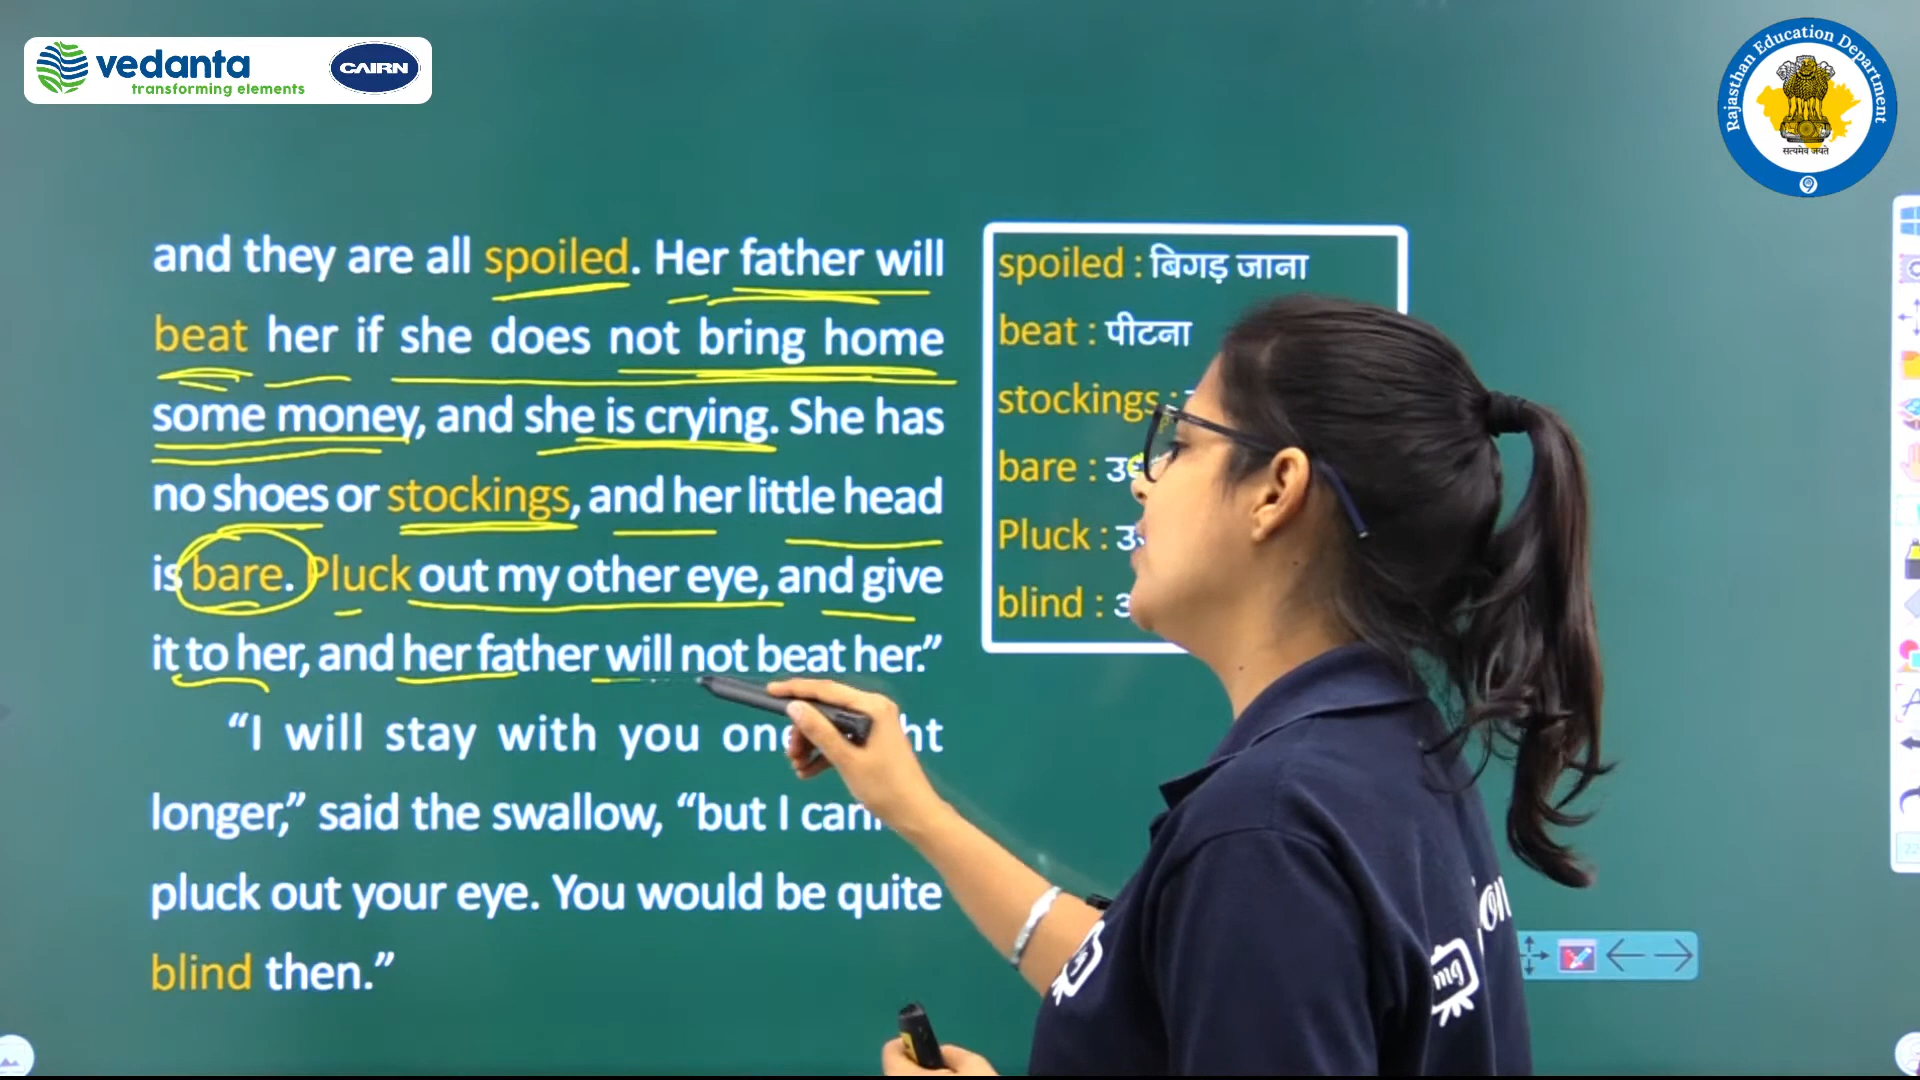 vedanta
transforming elements
CAIRN
Rajasthan Education Department
सत्यमेव जयते
and they are all spoiled. Her father will
beat her if she does not bring home
some money, and she is crying. She has
no shoes or stockings, and her little head
is bare. Pluck out my other eye, and give
it to her, and her father will not beat her.”
“I will stay with you
longer,” said the swallow, “but I
pluck out your eye. You would be quite
blind then.”
spoiled : बिगड़ जाना
beat : पीटना
stockings :
bare :
Pluck :
blind :
mg